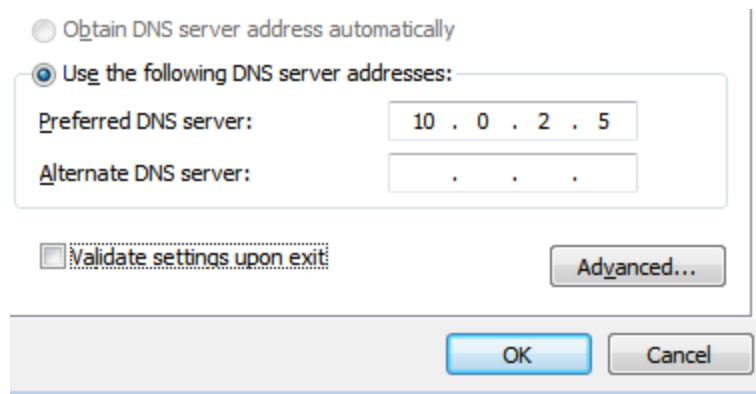 Obtain DNS server address automatically
Use the following DNS server addresses:
Preferred DNS server: 10 . 0 . 2 . 5
Alternate DNS server: . . .
Validate settings upon exit
Advanced...
OK Cancel